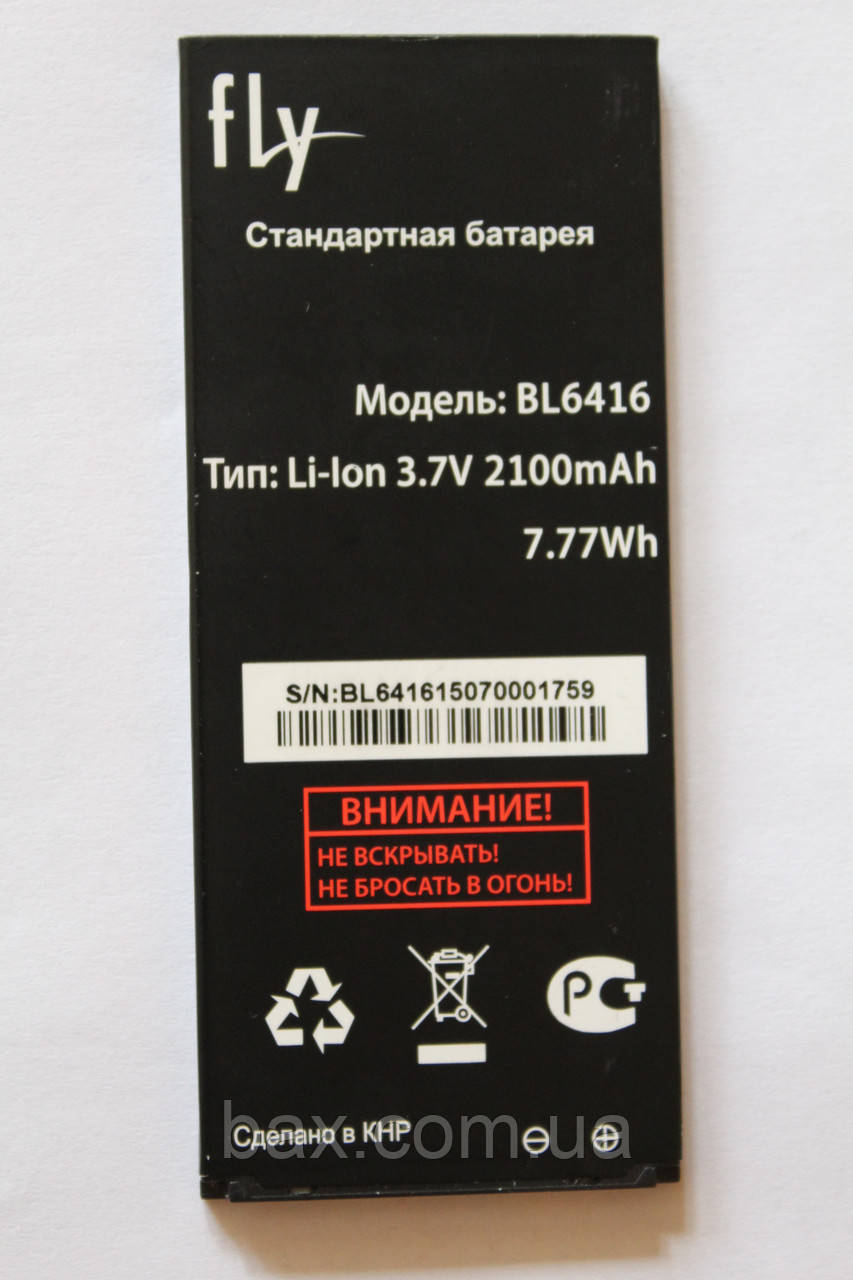 fly
Стандартная батарея
Модель: BL6416
Тип: Li-Ion 3.7V 2100mAh
7.77Wh
S/N:BL641615070001759
ВНИМАНИЕ!
НЕ ВСКРЫВАТЬ!
НЕ БРОСАТЬ В ОГОНЬ!
РСТ
Сделано в КНР
bax.com.ua